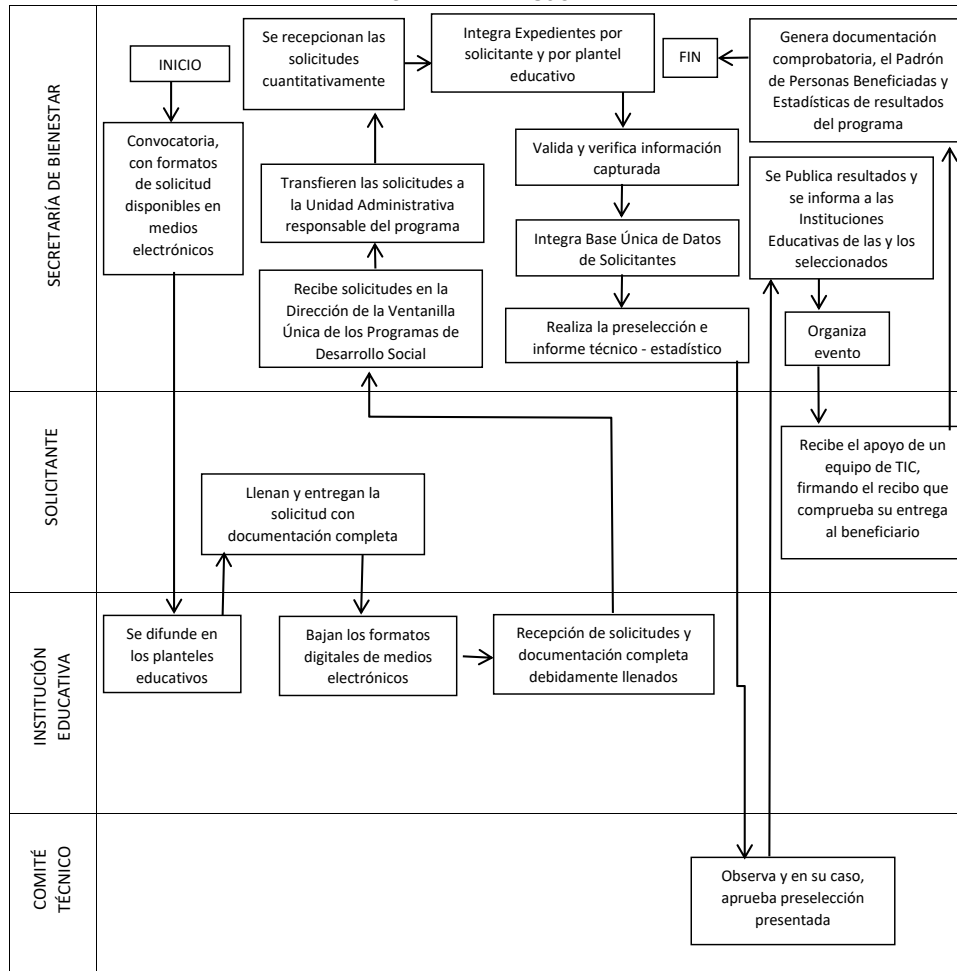 SECRETARÍA DE BIENESTAR
INICIO
Convocatoria,
con formatos
de solicitud
disponibles en
medios
electrónicos
Se recepcionan las
solicitudes
cuantitativamente
Transfieren las solicitudes a
la Unidad Administrativa
responsable del programa
Recibe solicitudes en la
Dirección de la Ventanilla
Única de los Programas de
Desarrollo Social
Integra Expedientes por
solicitante y por plantel
educativo
Valida y verifica información
capturada
Integra Base Única de Datos
de Solicitantes
Realiza la preselección e
informe técnico - estadístico
FIN
Genera documentación
comprobatoria, el Padrón
de Personas Beneficiadas y
Estadísticas de resultados
del programa
Se Publica resultados y
se informa a las
Instituciones
Educativas de las y los
seleccionados
Organiza
evento
SOLICITANTE
Llenan y entregan la
solicitud con
documentación completa
Recibe el apoyo de un
equipo de TIC,
firmando el recibo que
comprueba su entrega
al beneficiario
INSTITUCIÓN
EDUCATIVA
Se difunde en
los planteles
educativos
Bajan los formatos
digitales de medios
electrónicos
Recepción de solicitudes y
documentación completa
debidamente llenados
COMITÉ
TÉCNICO
Observa y en su caso,
aprueba preselección
presentada